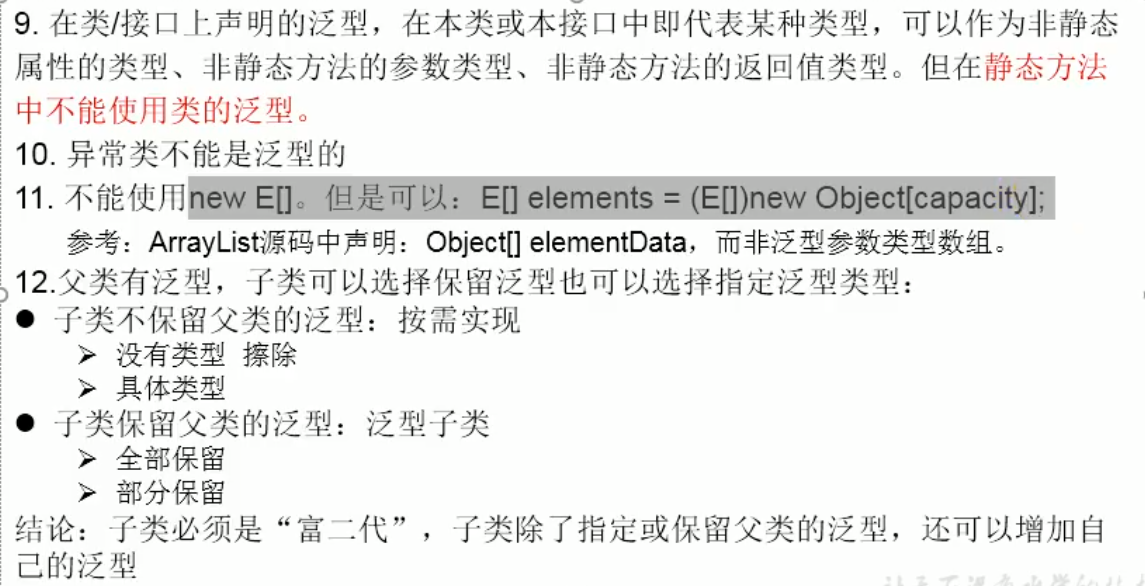 9. 在类/接口上声明的泛型，在本类或本接口中即代表某种类型，可以作为非静态
属性的类型、非静态方法的参数类型、非静态方法的返回值类型。但在静态方法
中不能使用类的泛型。
10. 异常类不能是泛型的
11. 不能使用new E[]。但是可以：E[] elements = (E[])new Object[capacity];
参考：ArrayList源码中声明：Object[] elementData，而非泛型参数类型数组。
12.父类有泛型，子类可以选择保留泛型也可以选择指定泛型类型：
● 子类不保留父类的泛型：按需实现
➢ 没有类型 擦除
➢ 具体类型
● 子类保留父类的泛型：泛型子类
➢ 全部保留
➢ 部分保留
结论：子类必须是“富二代”，子类除了指定或保留父类的泛型，还可以增加自
己的泛型